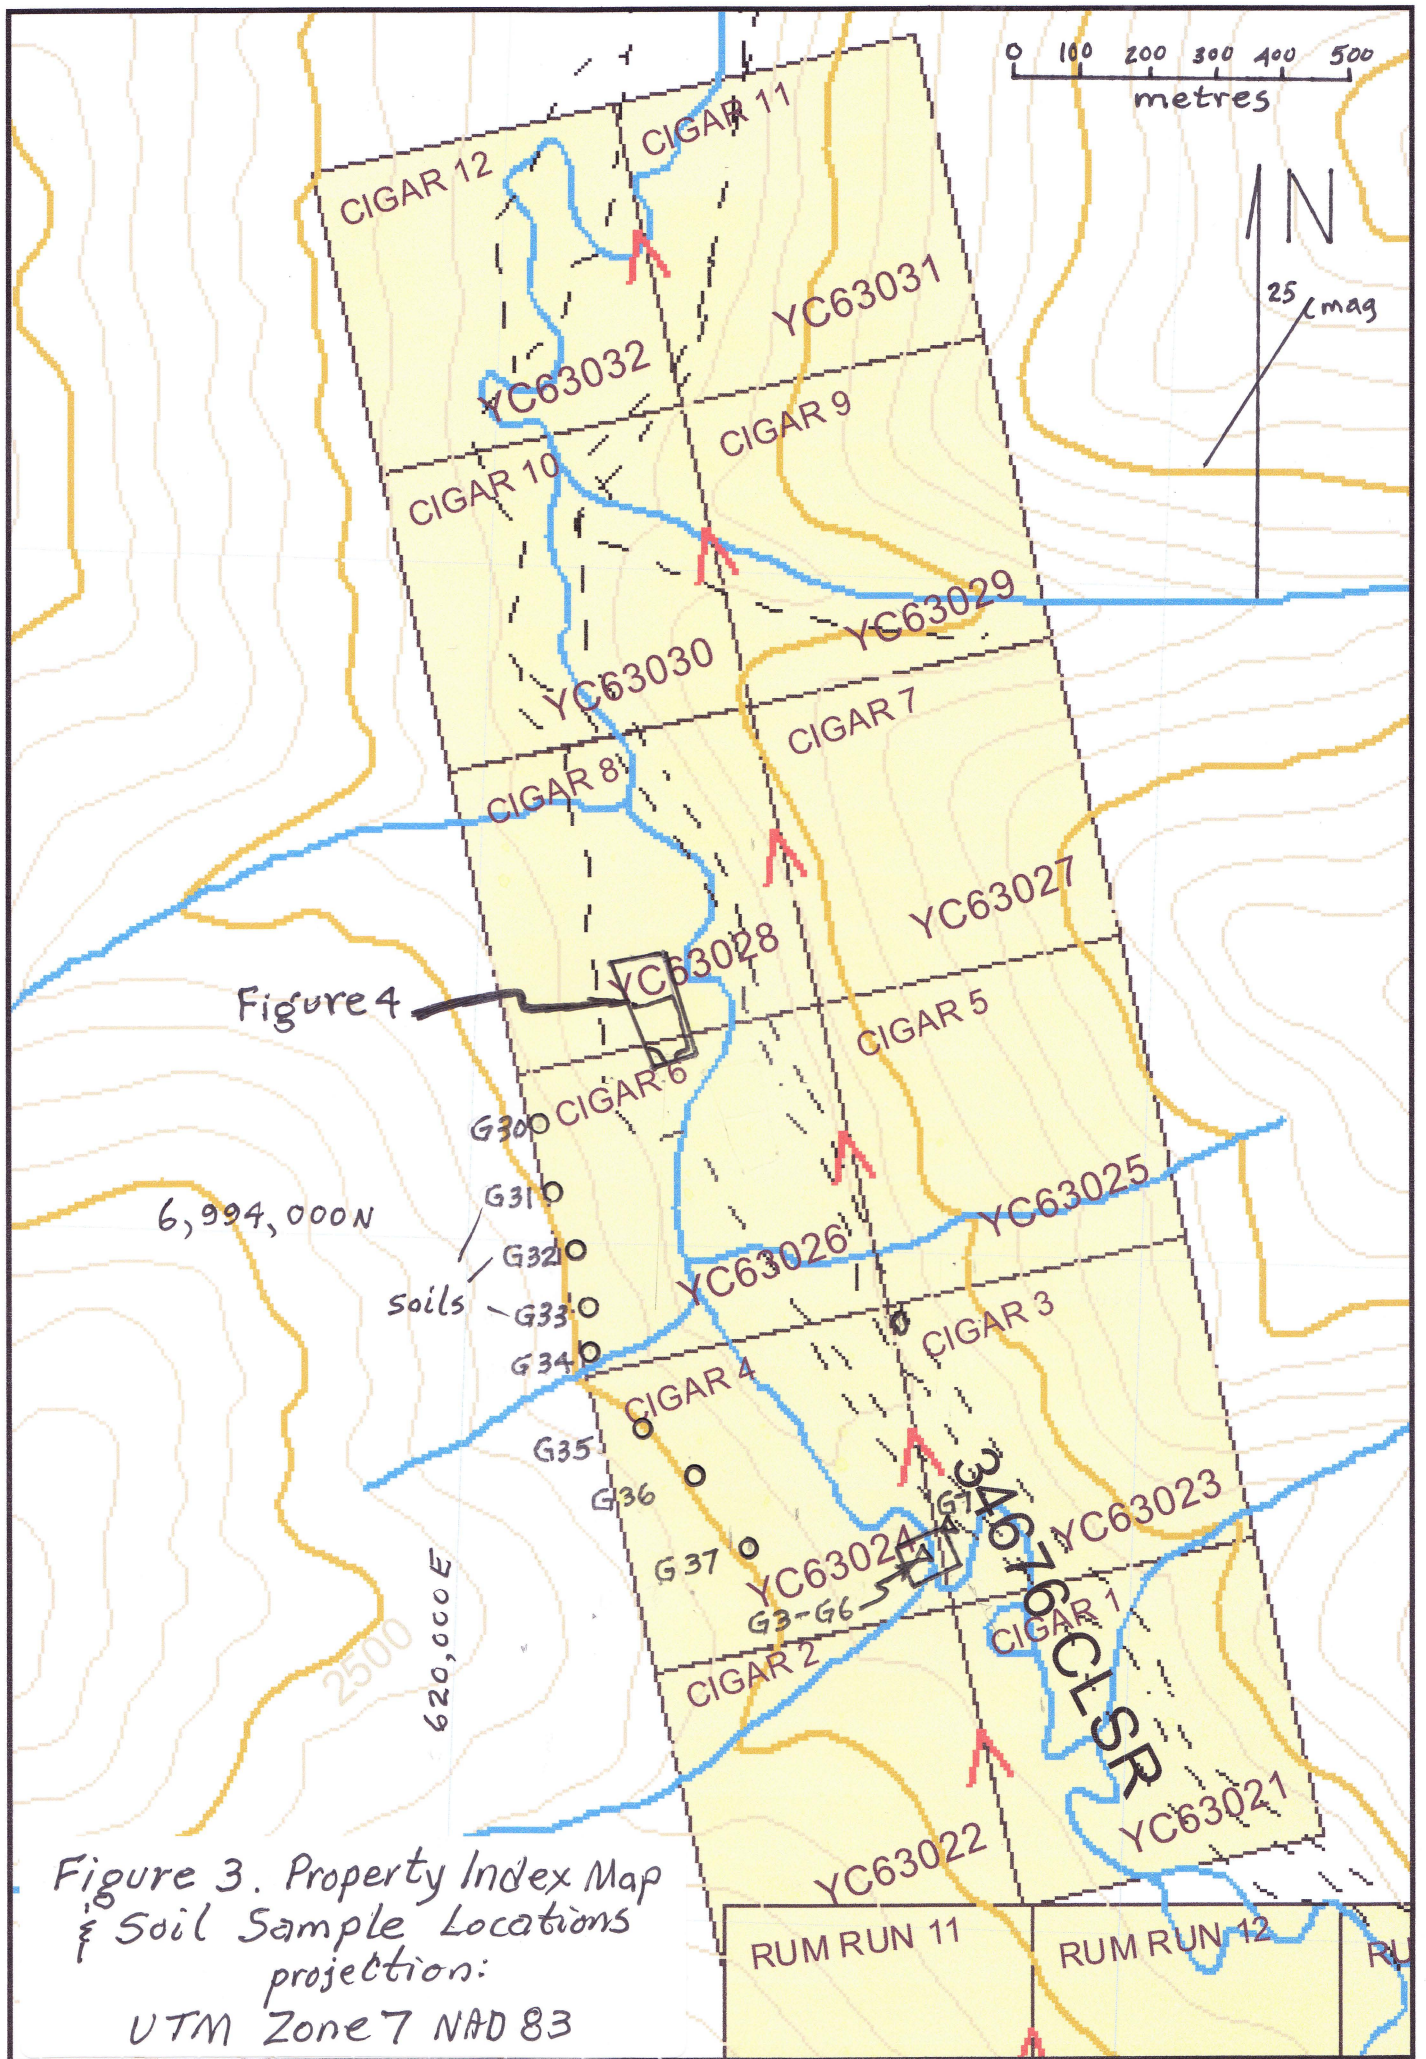 0 100 200 300 400 500
metres
N
25
mag
CIGAR 11
CIGAR 12
YC63031
YC63032
CIGAR 9
CIGAR 10
YC63029
YC63030
CIGAR 7
CIGAR 8
YC63027
YC63028
Figure 4
CIGAR 5
CIGAR 6
G30
G31
6,994,000N
G32
soils
G33
G34
YC63025
YC63026
CIGAR 3
CIGAR 4
G35
G36
G37
G7
34676 CLSR
YC63023
YC63024
G3-G6
620,000E
2500
CIGAR 1
CIGAR 2
YC63021
YC63022
Figure 3. Property Index Map
& Soil Sample Locations
projection:
UTM Zone 7 NAD 83
RUM RUN 11
RUM RUN 12
RU